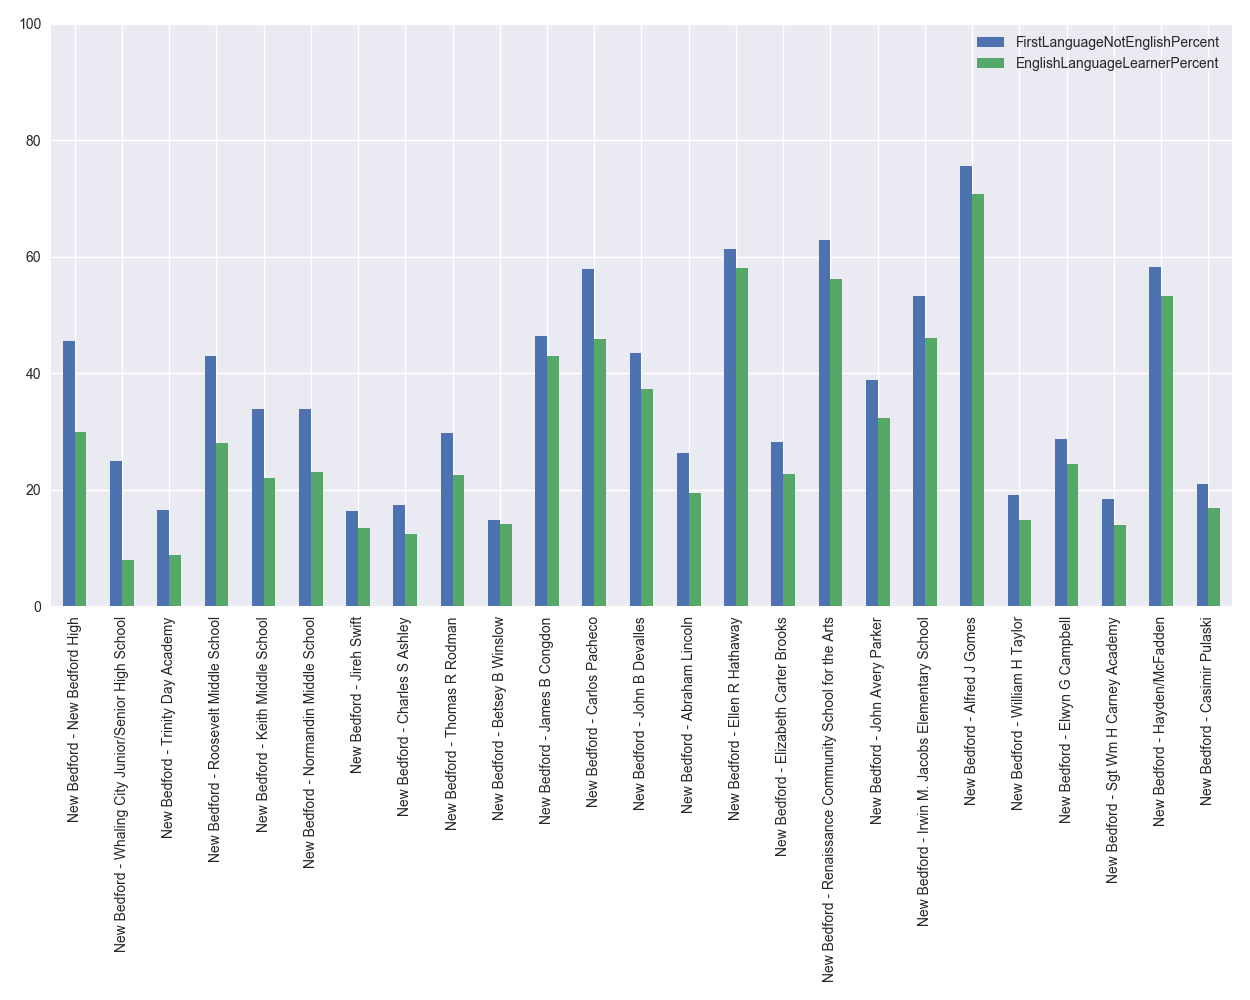 100
80
60
40
20
0
FirstLanguageNotEnglishPercent
EnglishLanguageLearnerPercent
New Bedford - New Bedford High
New Bedford - Whaling City Junior/Senior High School
New Bedford - Trinity Day Academy
New Bedford - Roosevelt Middle School
New Bedford - Keith Middle School
New Bedford - Normandin Middle School
New Bedford - Jireh Swift
New Bedford - Charles S Ashley
New Bedford - Thomas R Rodman
New Bedford - Betsey B Winslow
New Bedford - James B Congdon
New Bedford - Carlos Pacheco
New Bedford - John B Devalles
New Bedford - Abraham Lincoln
New Bedford - Ellen R Hathaway
New Bedford - Elizabeth Carter Brooks
New Bedford - Renaissance Community School for the Arts
New Bedford - John Avery Parker
New Bedford - Irwin M. Jacobs Elementary School
New Bedford - Alfred J Gomes
New Bedford - William H Taylor
New Bedford - Elwyn G Campbell
New Bedford - Sgt Wm H Carney Academy
New Bedford - Hayden/McFadden
New Bedford - Casimir Pulaski